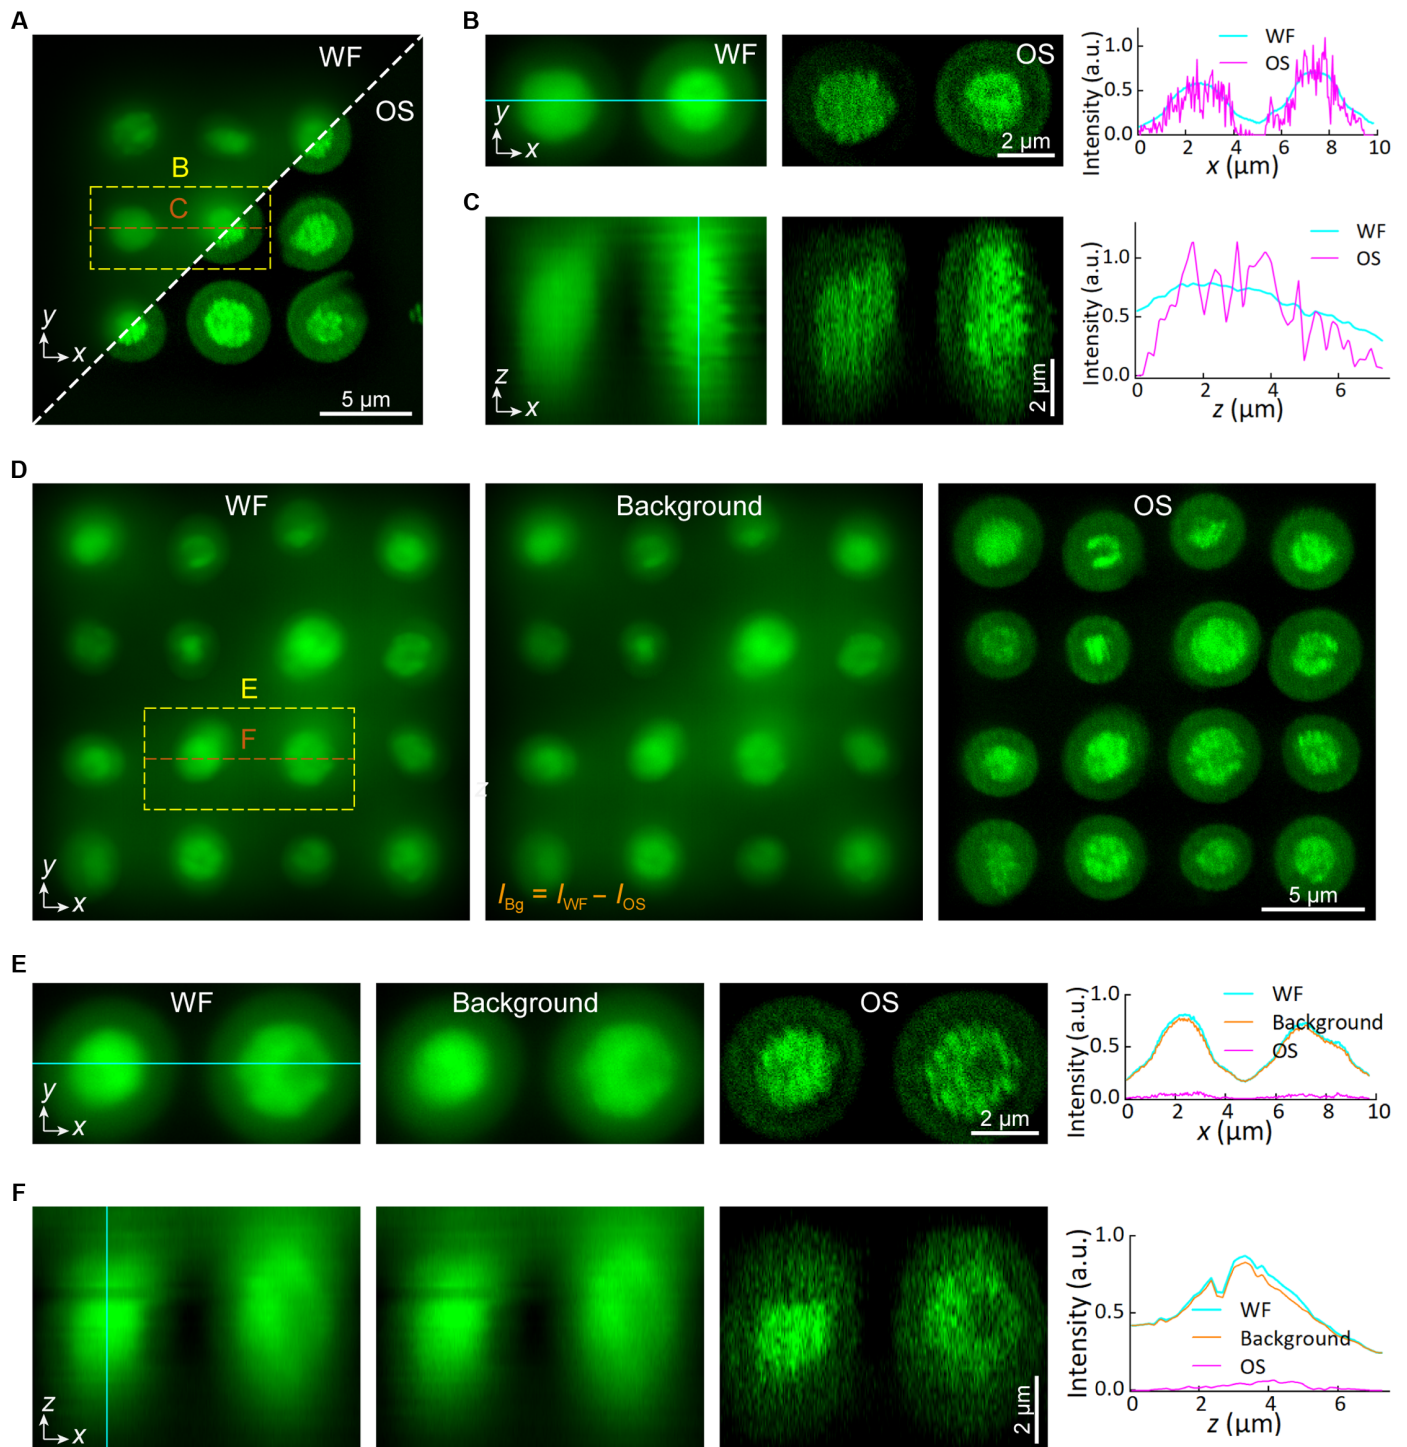 A
WF
OS
B
C
y
x
5 µm
B
WF
y
x
OS
2 µm
Intensity (a.u.)
1.0
0.5
0.0
WF
OS
0 2 4 6 8 10
x (µm)
C
z
x
2 µm
Intensity (a.u.)
1.0
0.5
0.0
WF
OS
0 2 4 6
z (µm)
D
WF
E
F
y
x
z
Background
I_Bg = I_WF – I_OS
OS
5 µm
E
WF
y
x
Background
OS
2 µm
Intensity (a.u.)
1.0
0.5
0.0
WF
Background
OS
0 2 4 6 8 10
x (µm)
F
z
x
2 µm
Intensity (a.u.)
1.0
0.5
0.0
WF
Background
OS
0 2 4 6
z (µm)